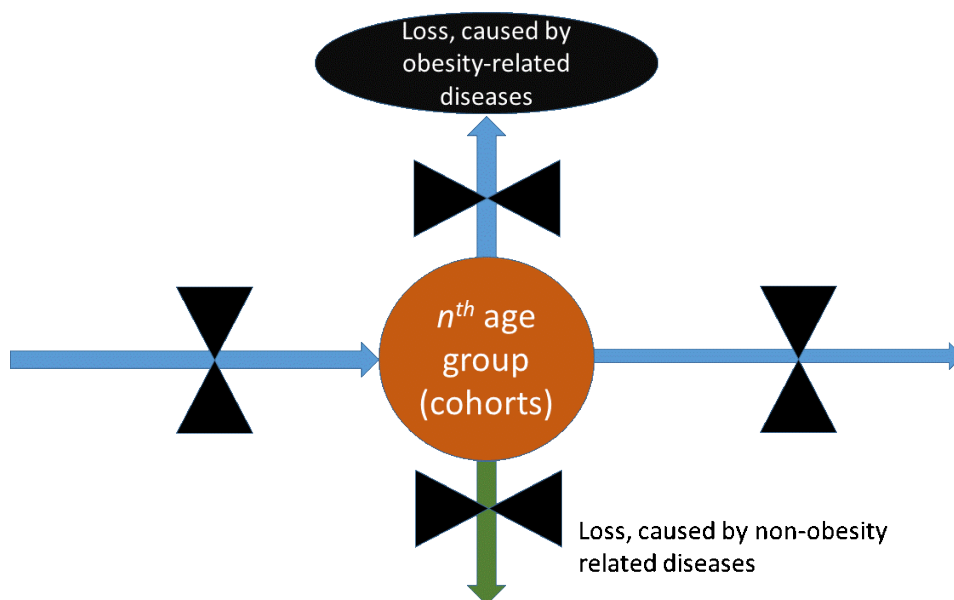 Loss, caused by
obesity-related
diseases
nth age
group
(cohorts)
Loss, caused by non-obesity
related diseases